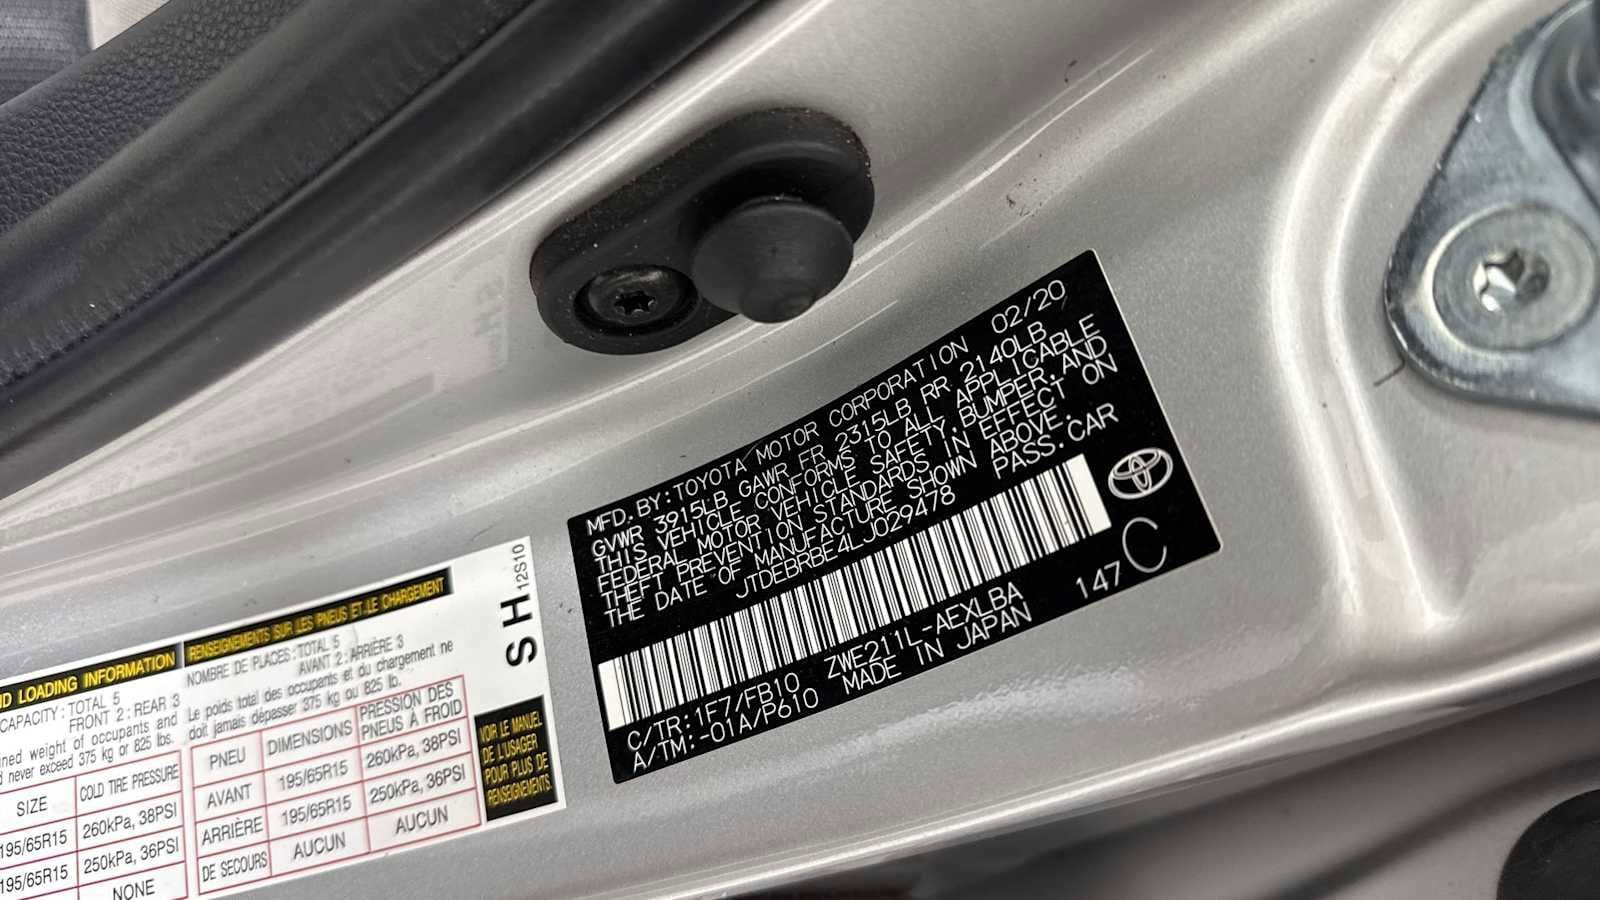 MFD. BY: TOYOTA MOTOR CORPORATION 02/20
GVWR 3915LB GAWR FR 2315LB RR 2140LB
THIS VEHICLE CONFORMS TO ALL APPLICABLE
FEDERAL MOTOR VEHICLE SAFETY, BUMPER, AND
THEFT PREVENTION STANDARDS IN EFFECT ON
THE DATE OF MANUFACTURE SHOWN ABOVE.
JTDEBRBE4LJ029478 PASS. CAR
C/TR: 1F7/FB10 ZWE211L-AEXLBA 147 C
A/TM: -01A/P610 MADE IN JAPAN
LOADING INFORMATION
CAPACITY : TOTAL 5
FRONT 2 : REAR 3
weight of occupants and
never exceed 375 kg or 825 lbs.
SIZE COLD TIRE PRESSURE
195/65R15 260kPa, 38PSI
195/65R15 250kPa, 36PSI
NONE
RENSEIGNEMENTS SUR LES PNEUS ET LE CHARGEMENT
NOMBRE DE PLACES : TOTAL 5
AVANT 2 : ARRIÈRE 3
Le poids total des occupants et du chargement ne
doit jamais dépasser 375 kg ou 825 lb.
PNEU DIMENSIONS PRESSION DES PNEUS A FROID
AVANT 195/65R15 260kPa, 38PSI
ARRIÈRE 195/65R15 250kPa, 36PSI
DE SECOURS AUCUN AUCUN
VOIR LE MANUEL
DE L'USAGER
POUR PLUS DE
RENSEIGNEMENTS.
SH 12S10